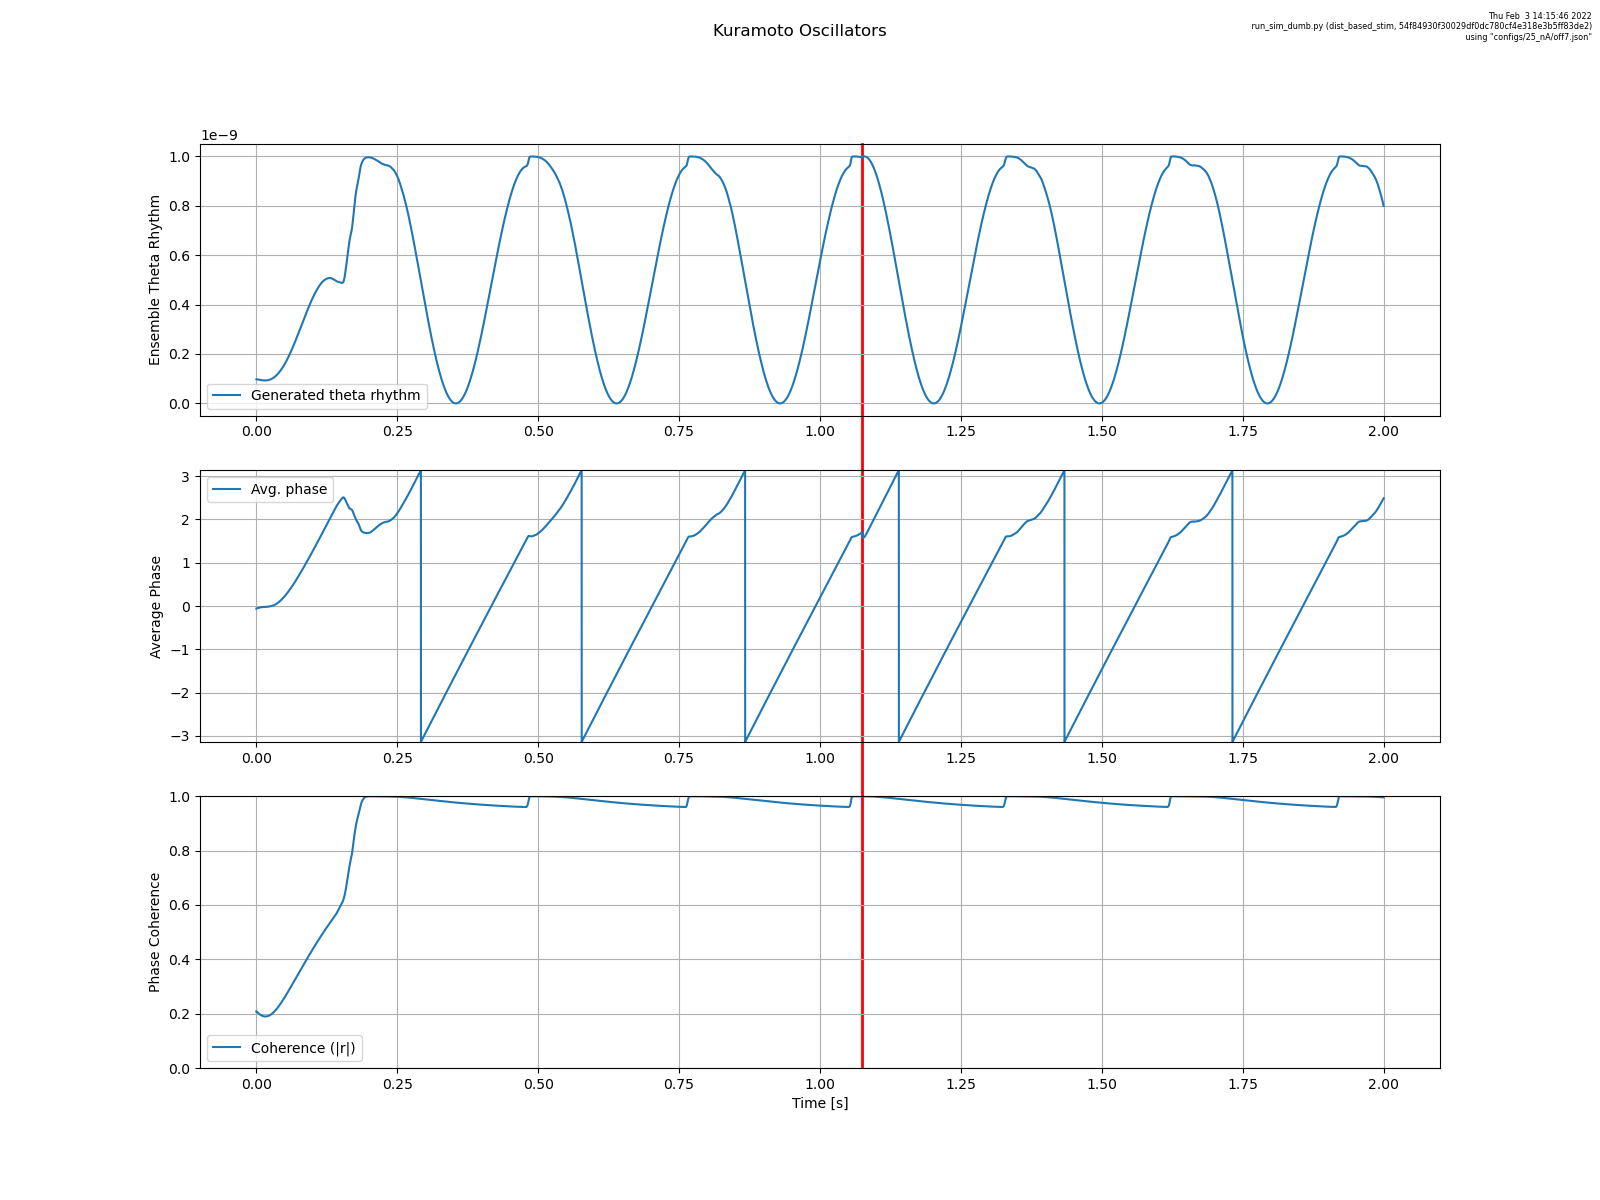 Thu Feb  3 14:15:46 2022
run_sim_dumb.py (dist_based_stim, 54f84930f30029df0dc780cf4e318e3b5ff83de2)
using "configs/25_nA/off7.json"
Kuramoto Oscillators
1e−9
1.0
0.8
0.6
0.4
0.2
0.0
Ensemble Theta Rhythm
Generated theta rhythm
0.00 0.25 0.50 0.75 1.00 1.25 1.50 1.75 2.00
3
2
1
0
−1
−2
−3
Average Phase
Avg. phase
0.00 0.25 0.50 0.75 1.00 1.25 1.50 1.75 2.00
1.0
0.8
0.6
0.4
0.2
0.0
Phase Coherence
Coherence (|r|)
0.00 0.25 0.50 0.75 1.00 1.25 1.50 1.75 2.00
Time [s]